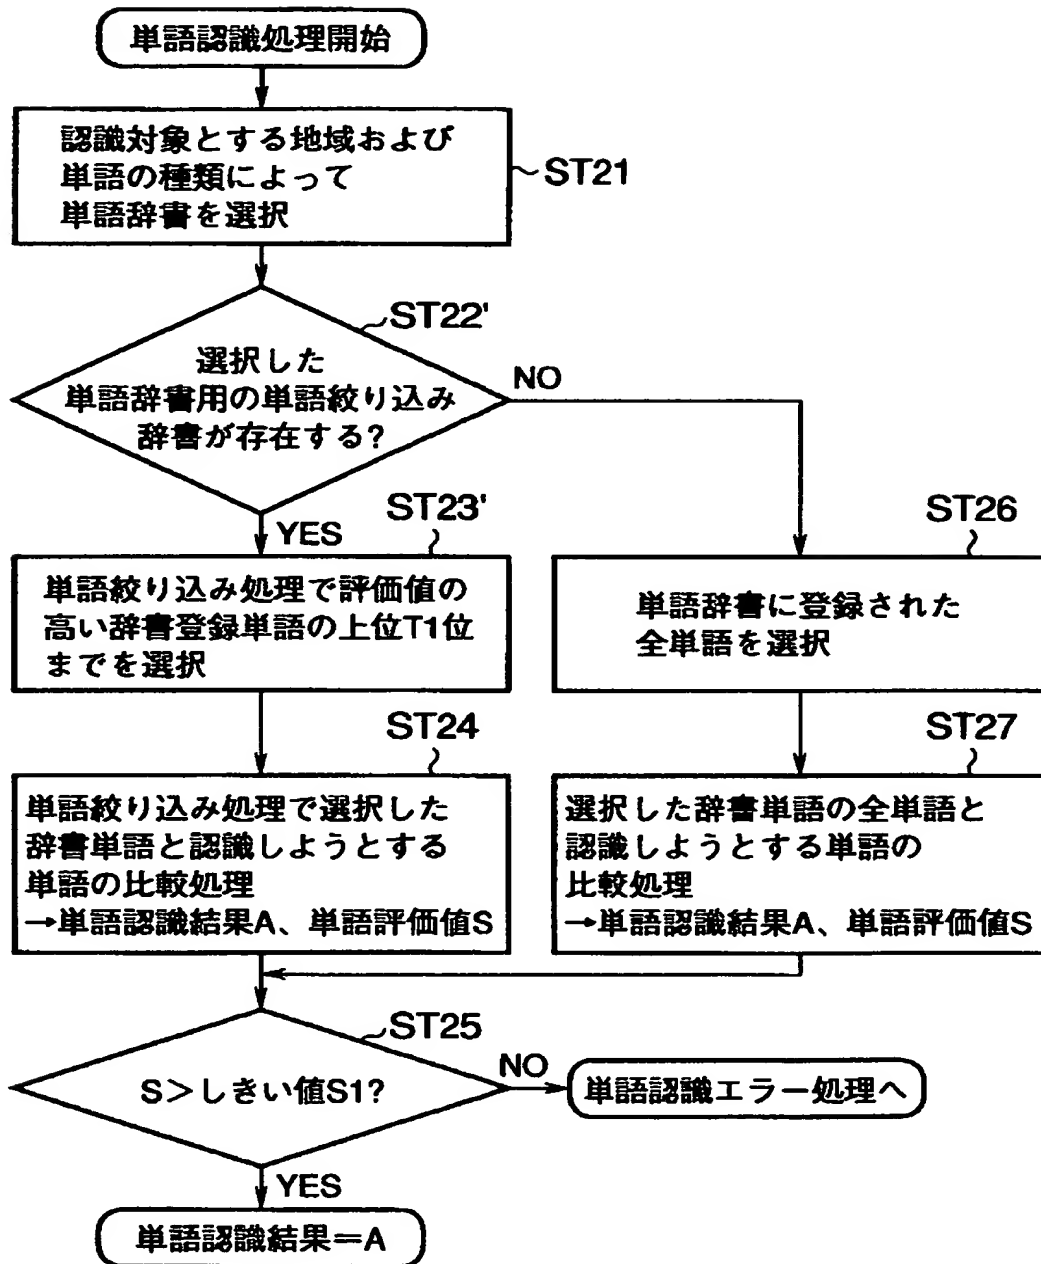 単語認識処理開始
認識対象とする地域および
単語の種類によって
単語辞書を選択
ST21
ST22'
選択した
単語辞書用の単語絞り込み
辞書が存在する?
NO
YES
ST23'
単語絞り込み処理で評価値の
高い辞書登録単語の上位T1位
までを選択
ST26
単語辞書に登録された
全単語を選択
ST24
単語絞り込み処理で選択した
辞書単語と認識しようとする
単語の比較処理
→単語認識結果A、単語評価値S
ST27
選択した辞書単語の全単語と
認識しようとする単語の
比較処理
→単語認識結果A、単語評価値S
ST25
S>しきい値S1?
NO
単語認識エラー処理へ
YES
単語認識結果=A